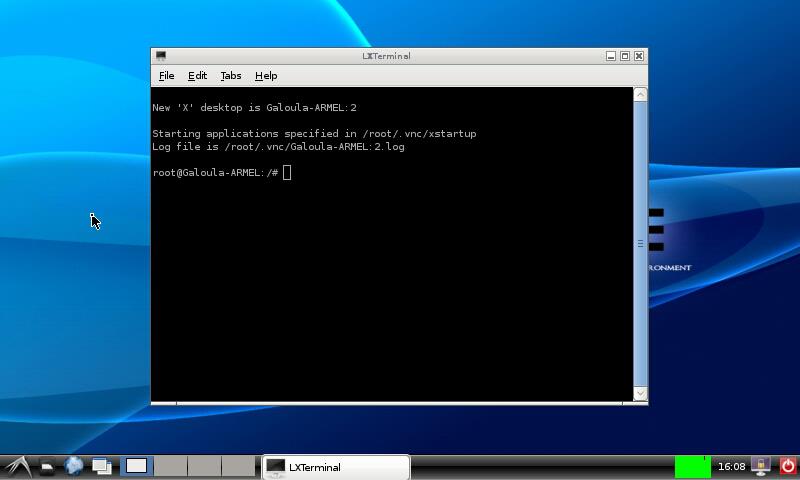 LXTerminal
File Edit Tabs Help
New 'X' desktop is Galoula-ARMEL:2
Starting applications specified in /root/.vnc/xstartup
Log file is /root/.vnc/Galoula-ARMEL:2.log
root@Galoula-ARMEL:/#
E
RONMENT
LXTerminal
16:08